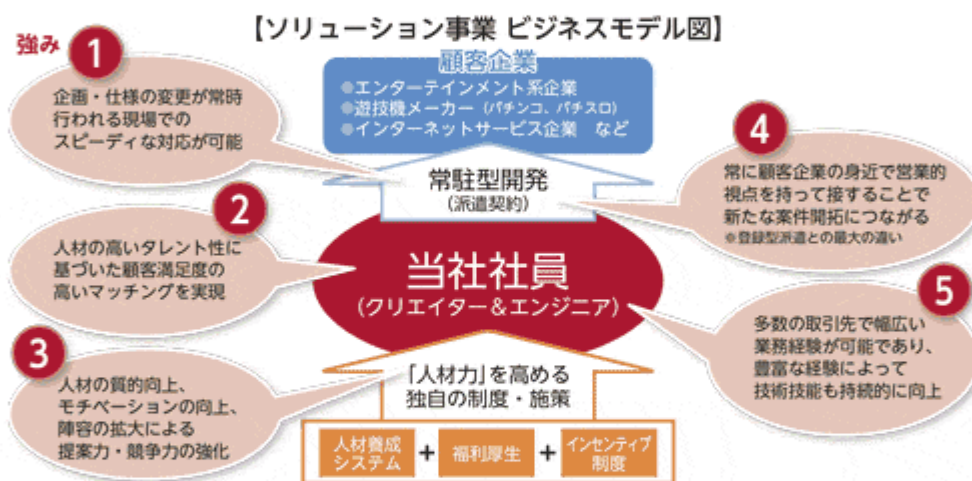 【ソリューション事業 ビジネスモデル図】
強み
1
企画・仕様の変更が常時
行われる現場での
スピーディな対応が可能
2
人材の高いタレント性に
基づいた顧客満足度の
高いマッチングを実現
3
人材の質的向上、
モチベーションの向上、
陣容の拡大による
提案力・競争力の強化
顧客企業
●エンターテインメント系企業
●遊技機メーカー（パチンコ、パチスロ）
●インターネットサービス企業 など
常駐型開発
（派遣契約）
当社社員
（クリエイター＆エンジニア）
「人材力」を高める
独自の制度・施策
人材養成
システム
+
福利厚生
+
インセンティブ
制度
4
常に顧客企業の身近で営業的
視点を持って接することで
新たな案件開拓につながる
※登録型派遣との最大の違い
5
多数の取引先で幅広い
業務経験が可能であり、
豊富な経験によって
技術技能も持続的に向上